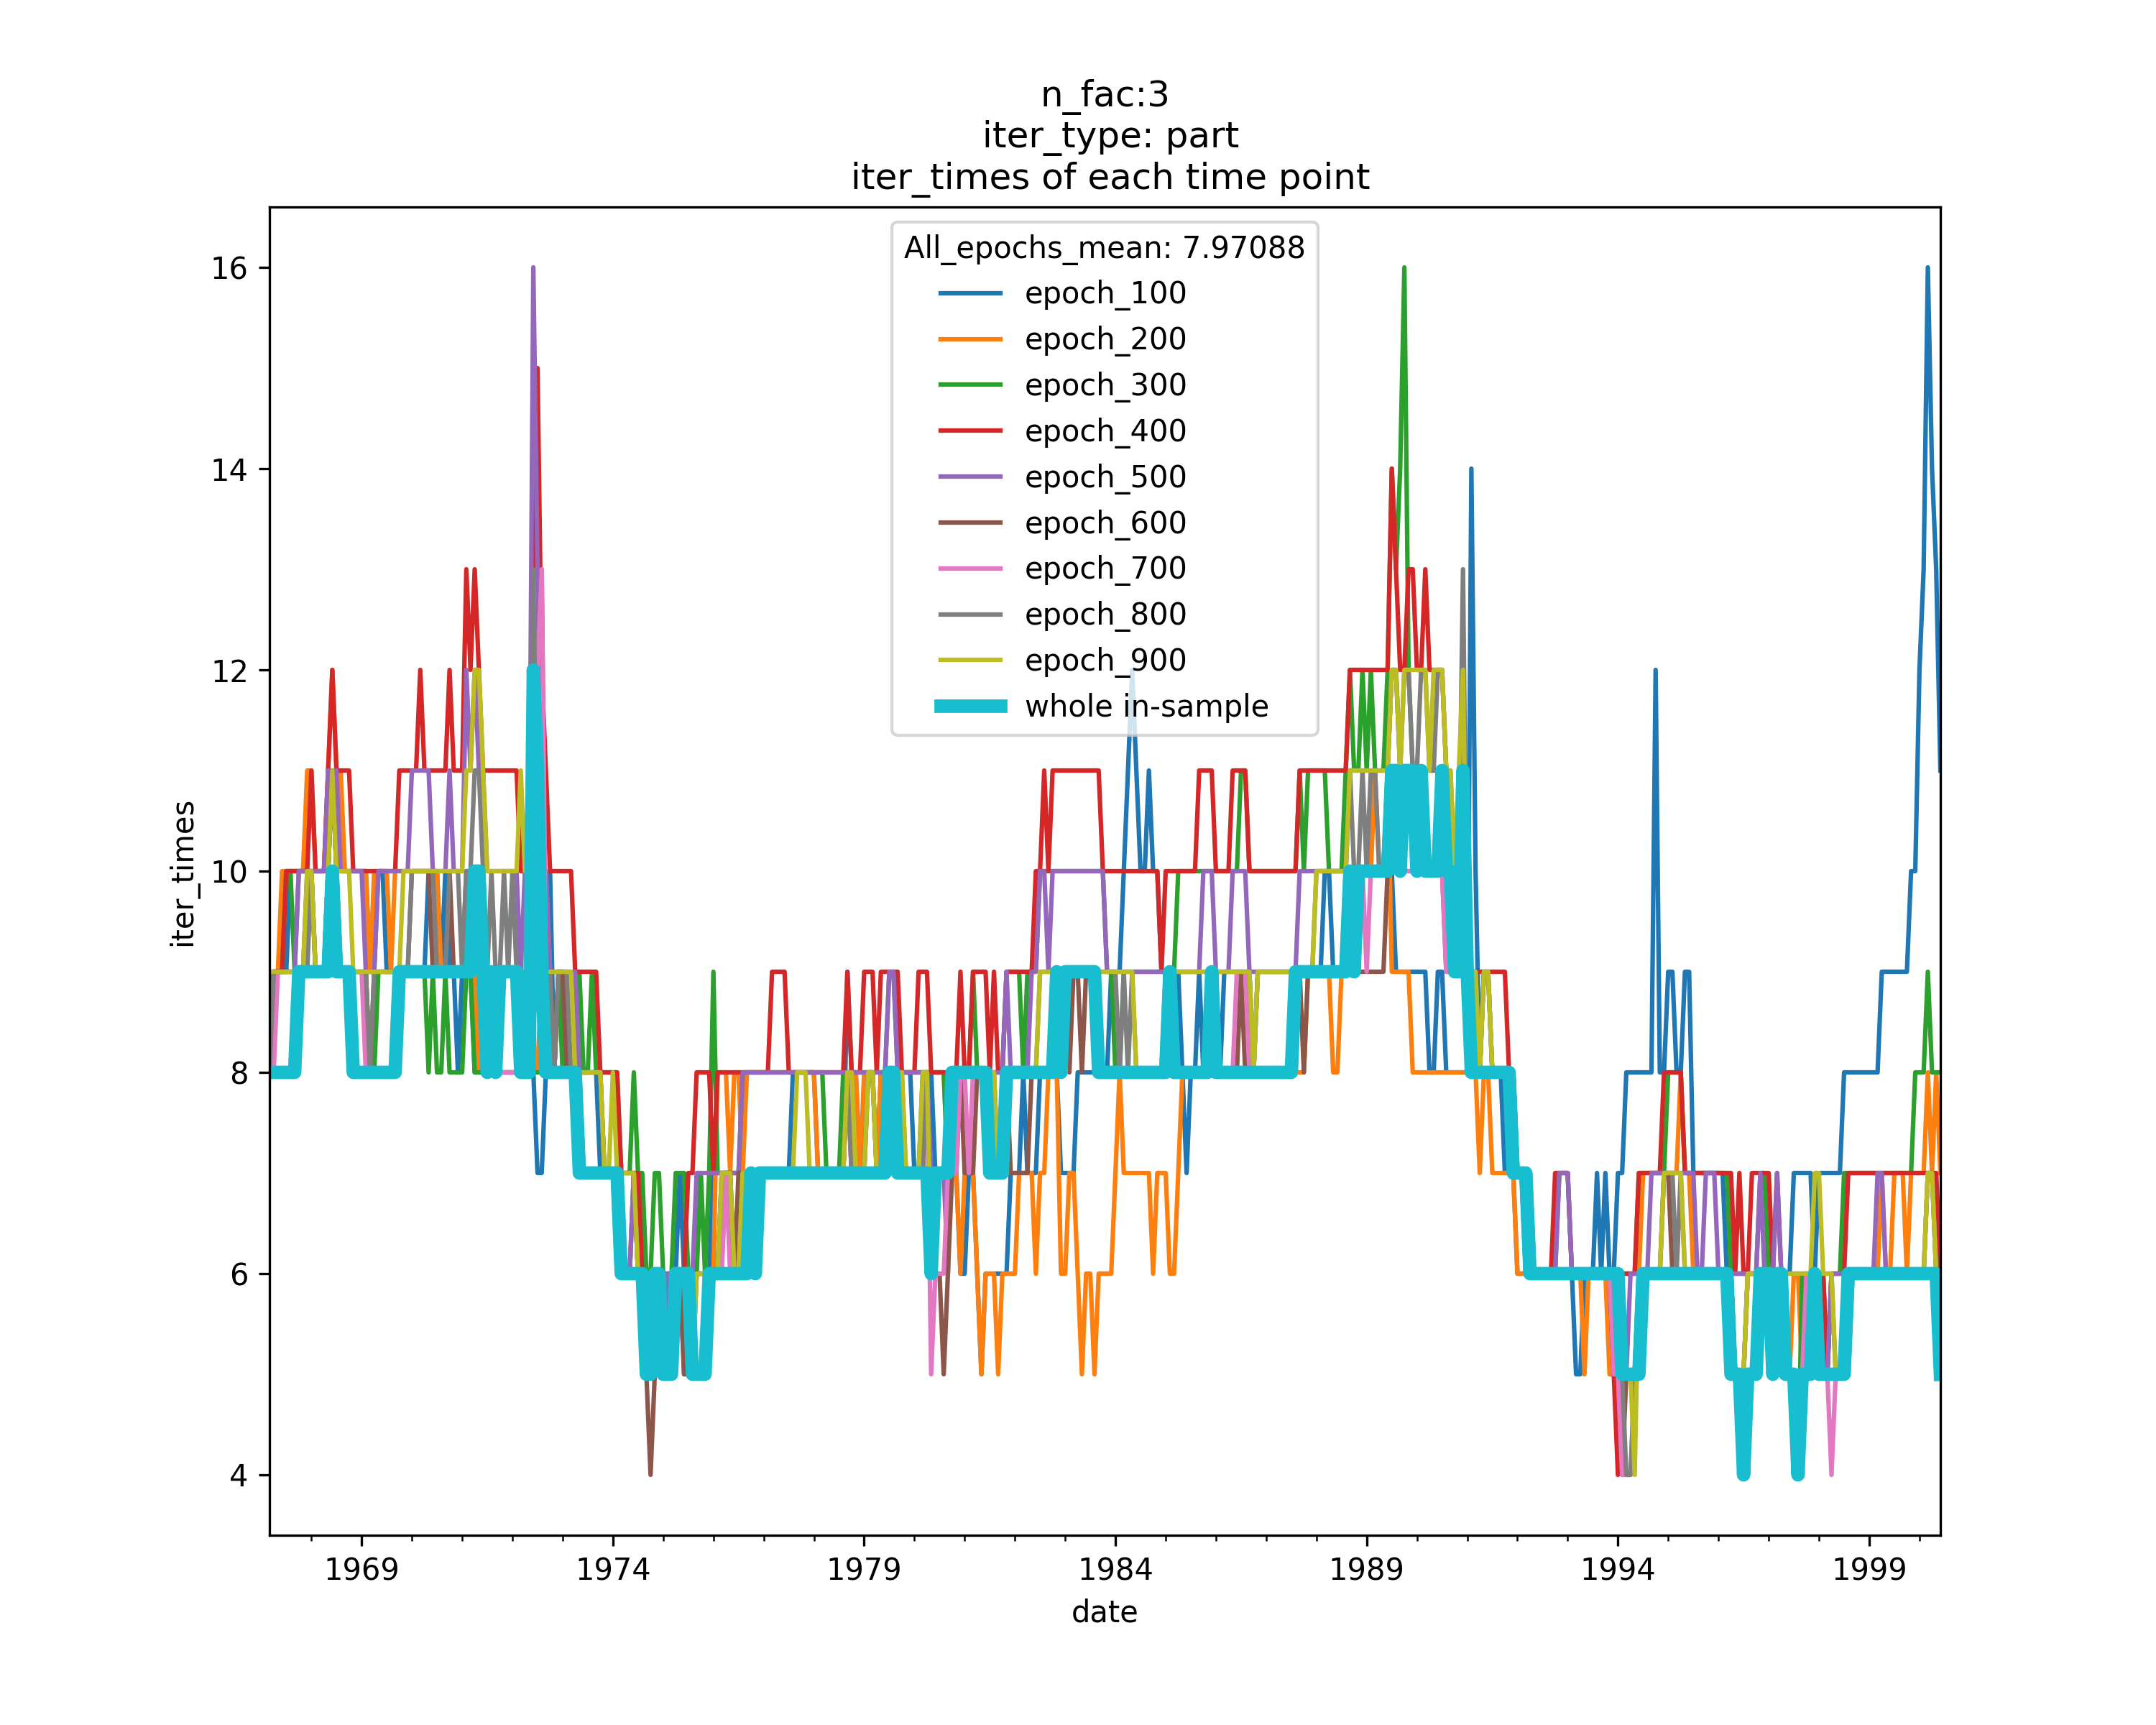 n_fac:3
iter_type: part
iter_times of each time point
All_epochs_mean: 7.97088
epoch_100
epoch_200
epoch_300
epoch_400
epoch_500
epoch_600
epoch_700
epoch_800
epoch_900
whole in-sample
iter_times
16
14
12
10
8
6
4
1969 1974 1979 1984 1989 1994 1999
date